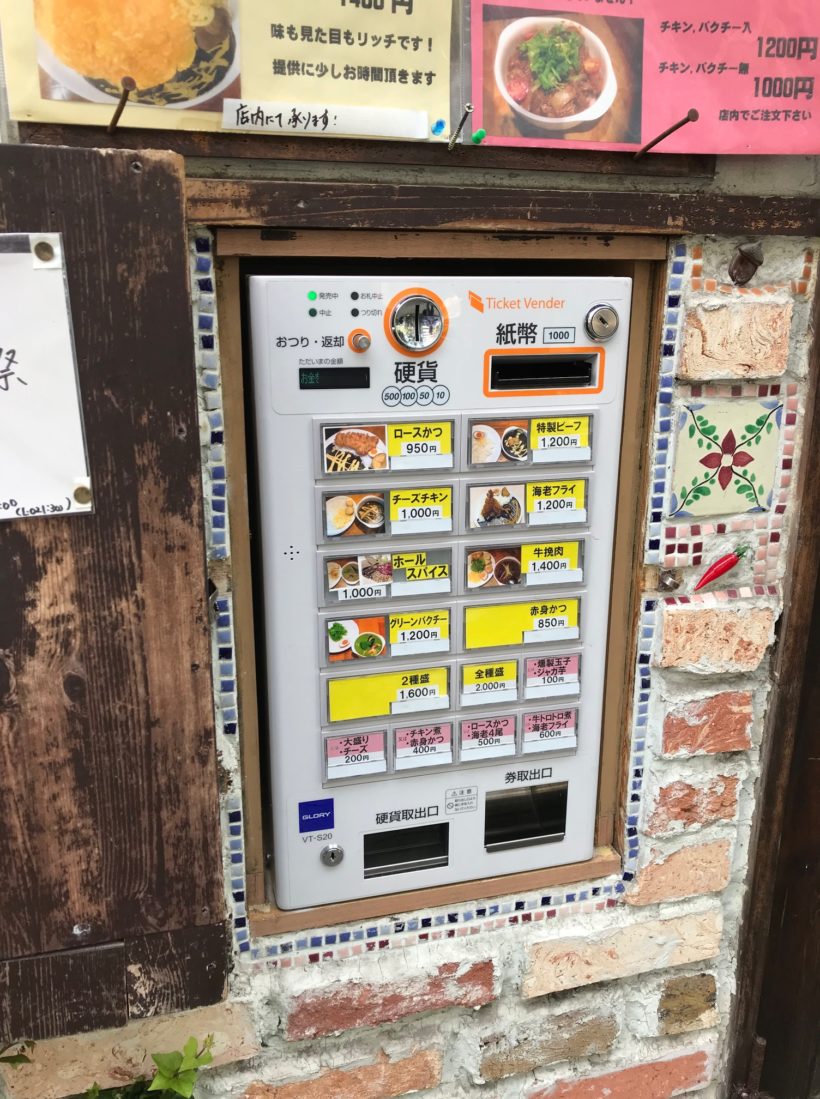 1400円
味も見た目もリッチです！
提供に少しお時間頂きます
店内にて承ります！
チキン,パクチー入
1200円
チキン,パクチー無
1000円
店内でご注文下さい
発売中
お札中止
中止
つり切れ
おつり・返却
ただいまの金額
お金を
硬貨
500 100 50 10
Ticket Vender
紙幣 1000
ロースかつ
950円
特製ビーフ
1,200円
チーズチキン
1,000円
海老フライ
1,200円
ホール
スパイス
1,000円
牛挽肉
1,400円
グリーンパクチー
1,200円
赤身かつ
850円
2種盛
1,600円
全種盛
2,000円
・燻製玉子
・ジャガ芋
100円
・大盛り
・チーズ
200円
・チキン煮
・赤身かつ
400円
・ロースかつ
・海老4尾
500円
・牛トロトロ煮
・海老フライ
600円
GLORY
VT-S20
硬貨取出口
注意
券取出口
祭
(L.O21:30)